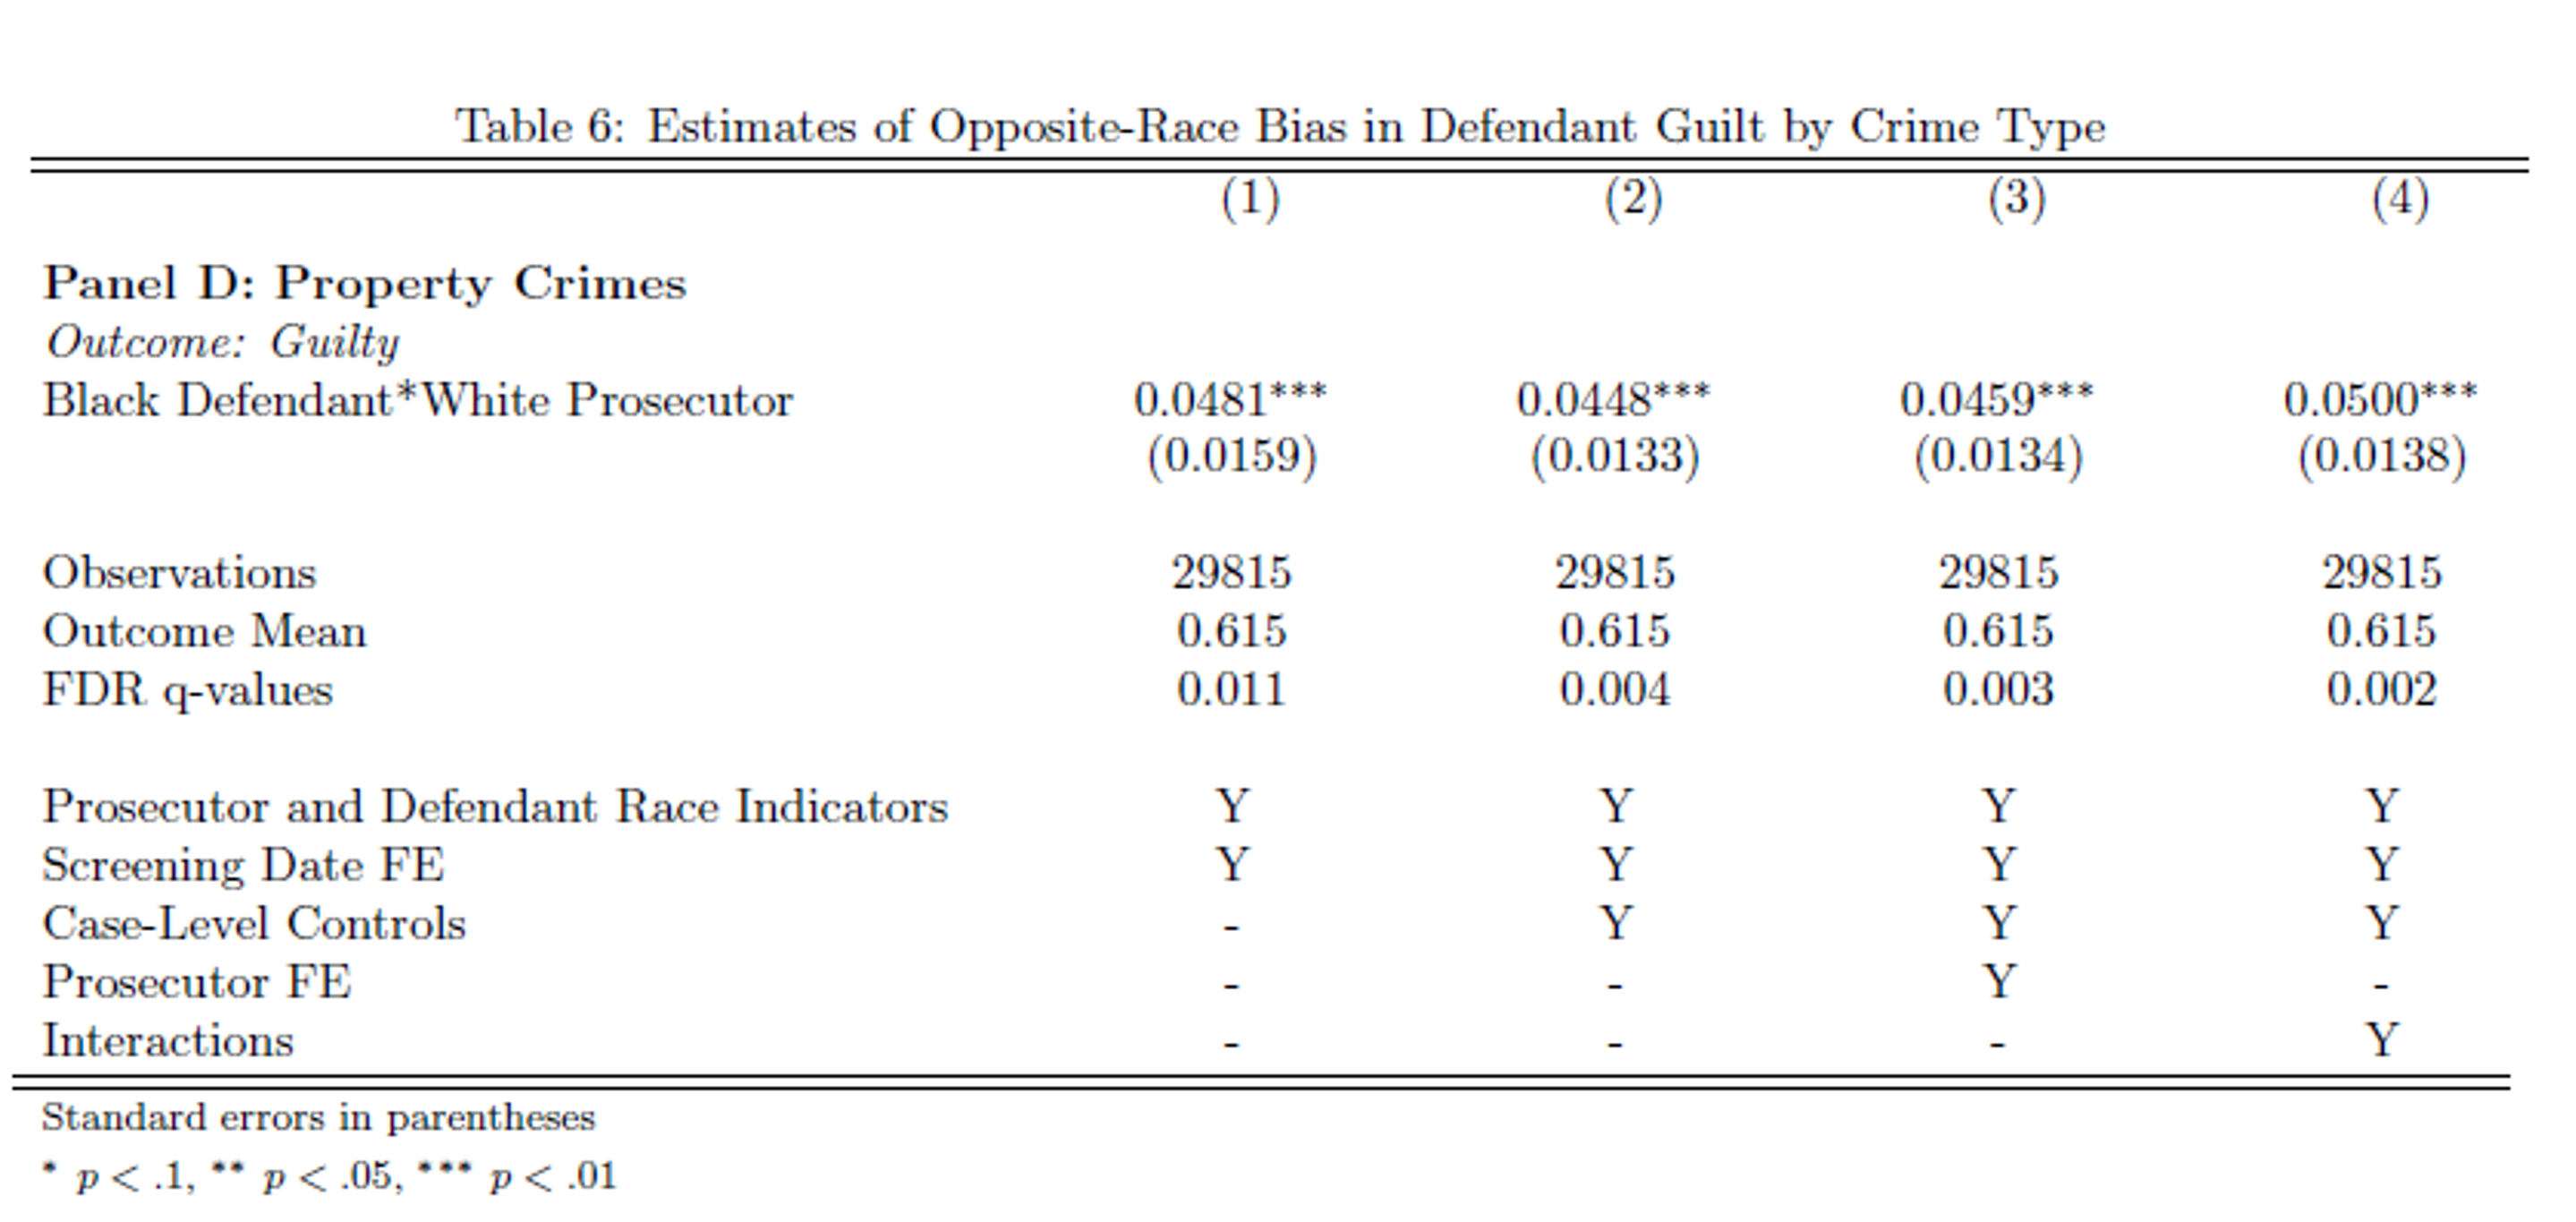 Table 6: Estimates of Opposite-Race Bias in Defendant Guilt by Crime Type
(1) (2) (3) (4)
Panel D: Property Crimes
Outcome: Guilty
Black Defendant*White Prosecutor 0.0481*** 0.0448*** 0.0459*** 0.0500***
(0.0159) (0.0133) (0.0134) (0.0138)
Observations 29815 29815 29815 29815
Outcome Mean 0.615 0.615 0.615 0.615
FDR q-values 0.011 0.004 0.003 0.002
Prosecutor and Defendant Race Indicators Y Y Y Y
Screening Date FE Y Y Y Y
Case-Level Controls - Y Y Y
Prosecutor FE - - Y -
Interactions - - - Y
Standard errors in parentheses
* p < .1, ** p < .05, *** p < .01